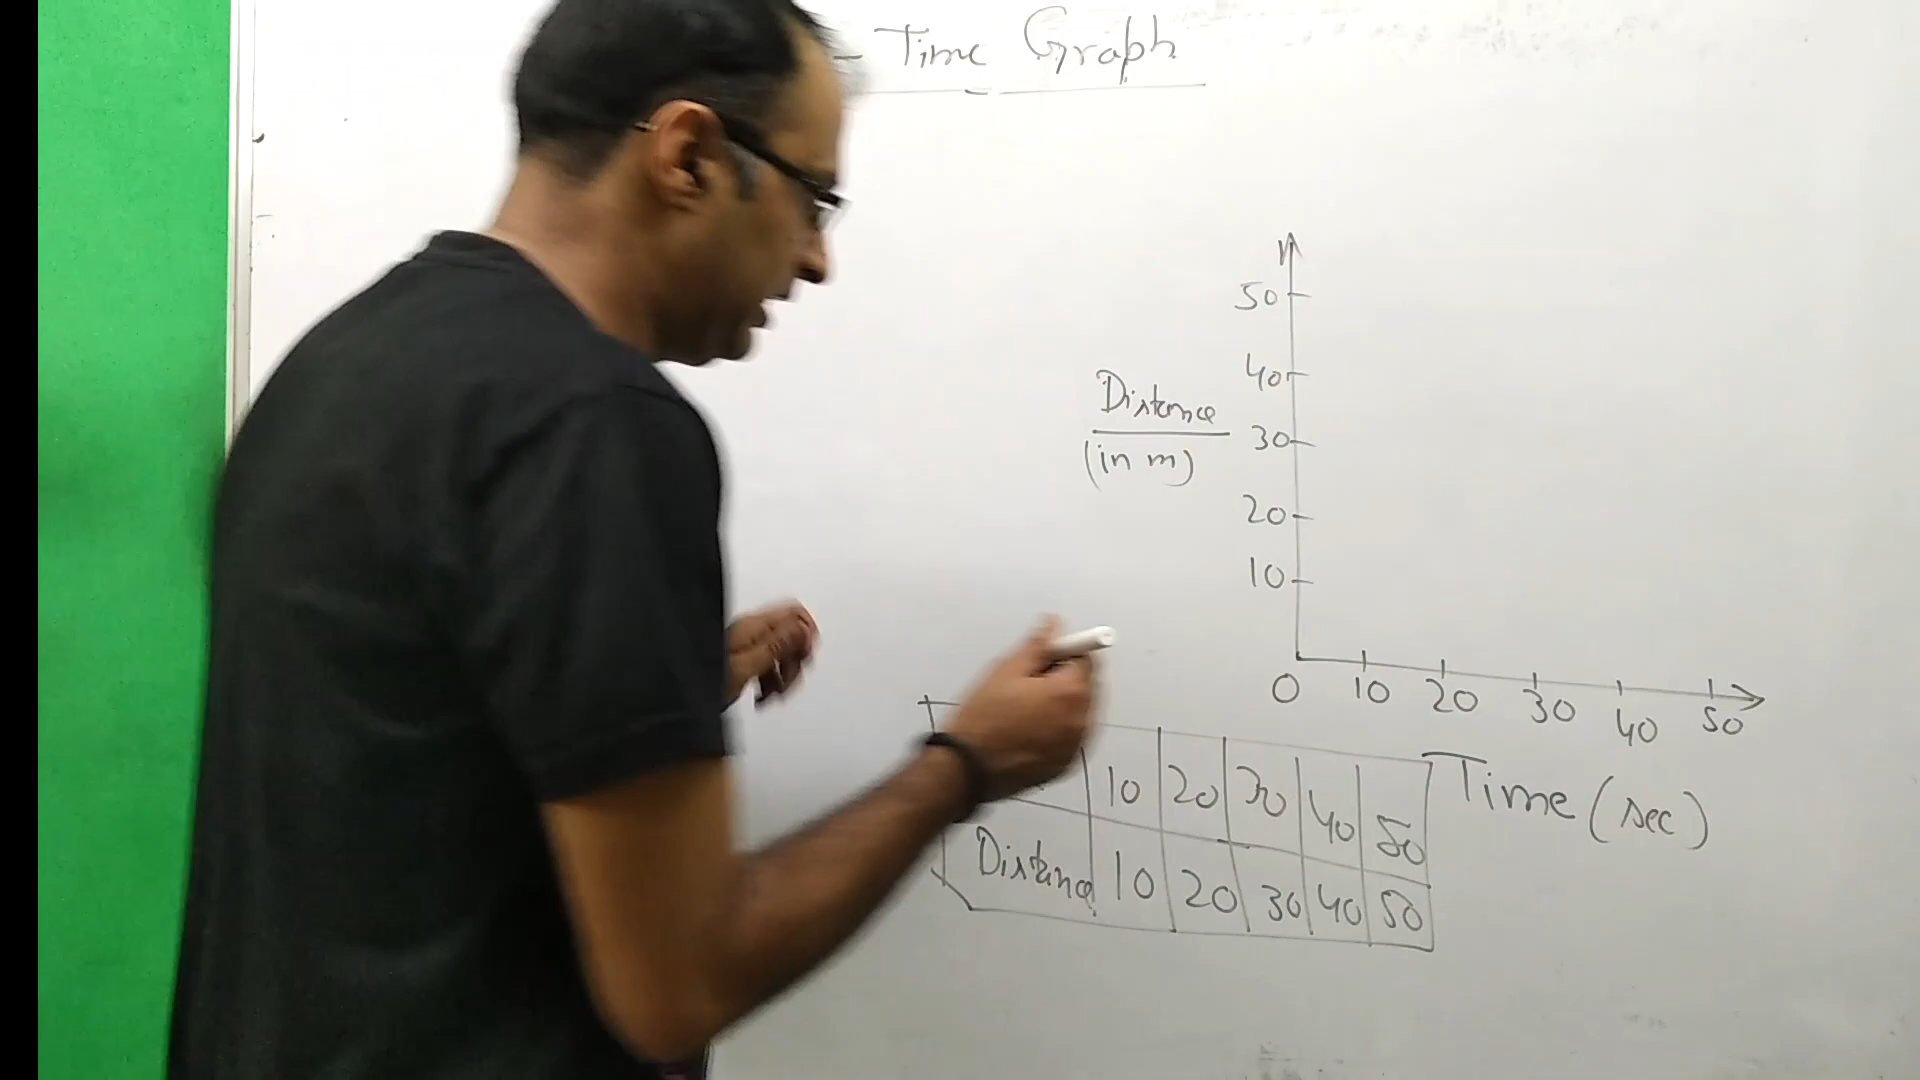 - Time Graph
50
40
Distance
30
(in m)
20
10
0 10 20 30 40 50
Time (sec)
10 20 30 40 50
Distance 10 20 30 40 50